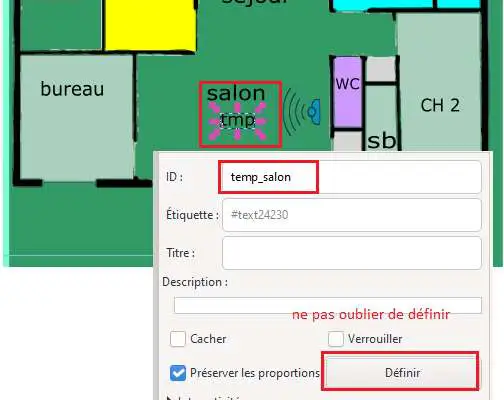 séjour
bureau
salon
tmp
WC
CH 2
sb
ID :
temp_salon
Étiquette :
#text24230
Titre :
Description :
ne pas oublier de définir
Cacher
Verrouiller
Préserver les proportions
Définir